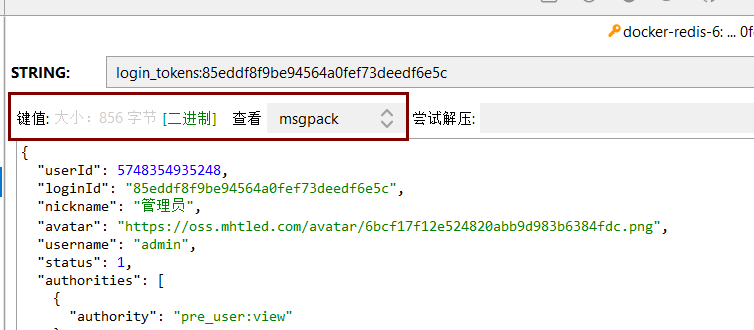 docker-redis-6: ... 0f
STRING: login_tokens:85eddf8f9be94564a0fef73deedf6e5c
键值: 大小：856 字节 [二进制] 查看 msgpack 尝试解压:
{
"userId": 5748354935248,
"loginId": "85eddf8f9be94564a0fef73deedf6e5c",
"nickname": "管理员",
"avatar": "https://oss.mhtled.com/avatar/6bcf17f12e524820abb9d983b6384fdc.png",
"username": "admin",
"status": 1,
"authorities": [
{
"authority": "pre_user:view"